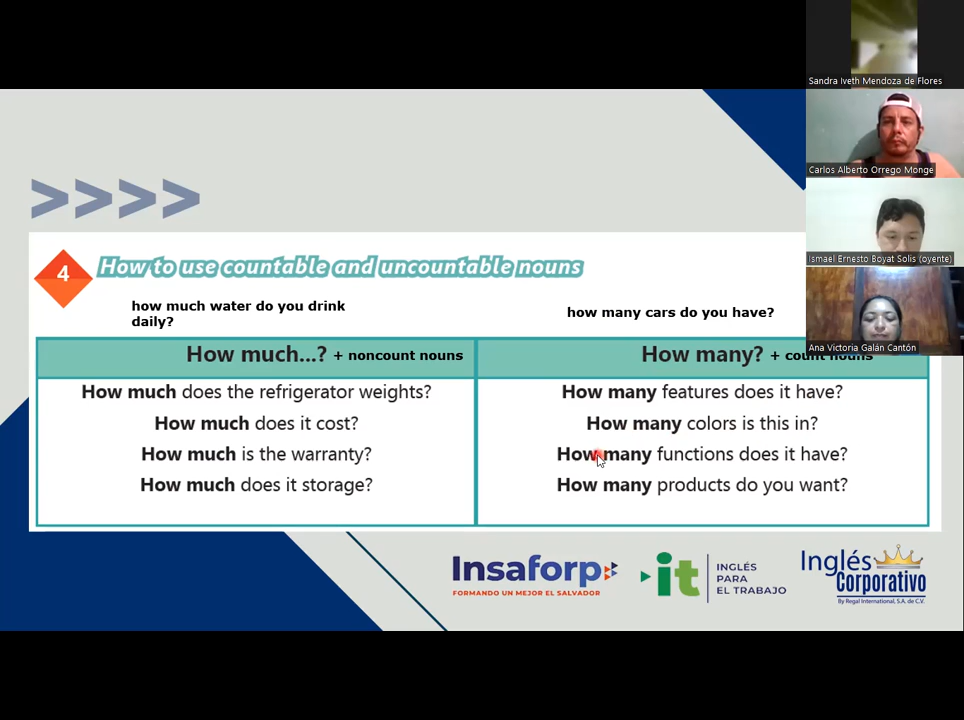 Sandra Iveth Mendoza de Flores
Carlos Alberto Orrego Monge
Ismael Ernesto Boyat Solis (oyente)
Ana Victoria Galán Cantón
>>>>
4
How to use countable and uncountable nouns
how much water do you drink
daily?
how many cars do you have?
How much...? + noncount nouns
How many? + count nouns
How much does the refrigerator weights?
How much does it cost?
How much is the warranty?
How much does it storage?
How many features does it have?
How many colors is this in?
How many functions does it have?
How many products do you want?
Insaforp
FORMANDO UN MEJOR EL SALVADOR
it
INGLÉS
PARA
EL TRABAJO
Inglés
Corporativo
By Regal International, S.A. de C.V.